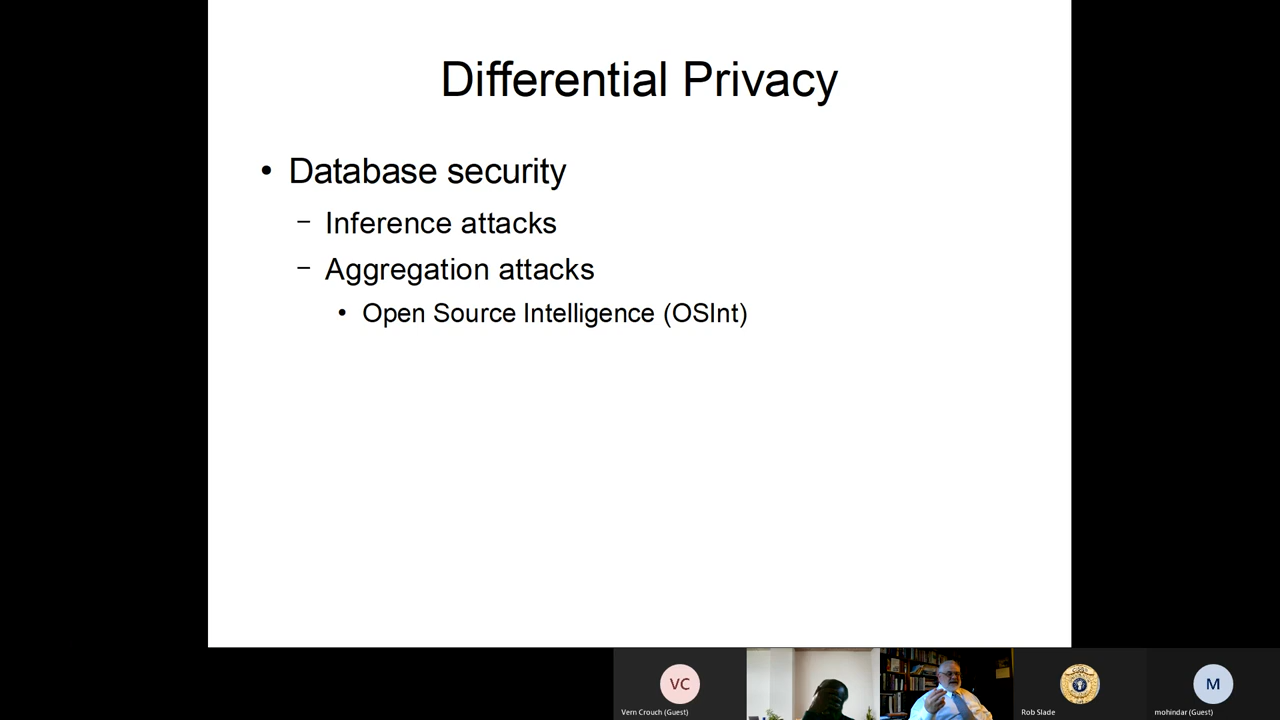 Differential Privacy
• Database security
– Inference attacks
– Aggregation attacks
• Open Source Intelligence (OSInt)
VC
M
Vern Crouch (Guest)
Rob Slade
mohindar (Guest)